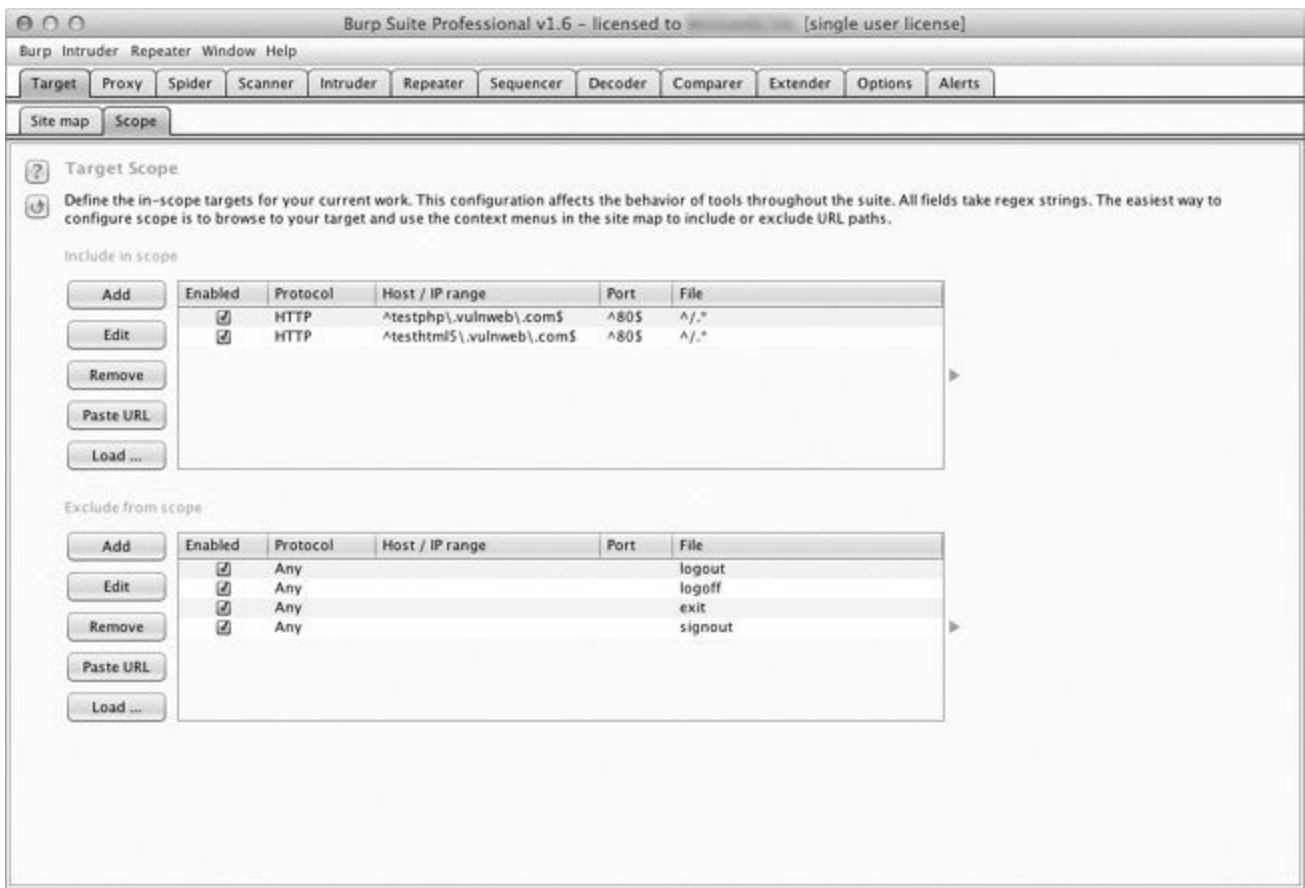 Burp Suite Professional v1.6 – licensed to [single user license]
Burp Intruder Repeater Window Help
Target Proxy Spider Scanner Intruder Repeater Sequencer Decoder Comparer Extender Options Alerts
Site map Scope
? Target Scope
Define the in-scope targets for your current work. This configuration affects the behavior of tools throughout the suite. All fields take regex strings. The easiest way to
configure scope is to browse to your target and use the context menus in the site map to include or exclude URL paths.
Include in scope
Add Enabled Protocol Host / IP range Port File
HTTP ^testphp\.vulnweb\.com$ ^80$ ^/.*
Edit HTTP ^testhtml5\.vulnweb\.com$ ^80$ ^/.*
Remove
Paste URL
Load ...
Exclude from scope
Add Enabled Protocol Host / IP range Port File
Any logout
Edit Any logoff
Any exit
Remove Any signout
Paste URL
Load ...